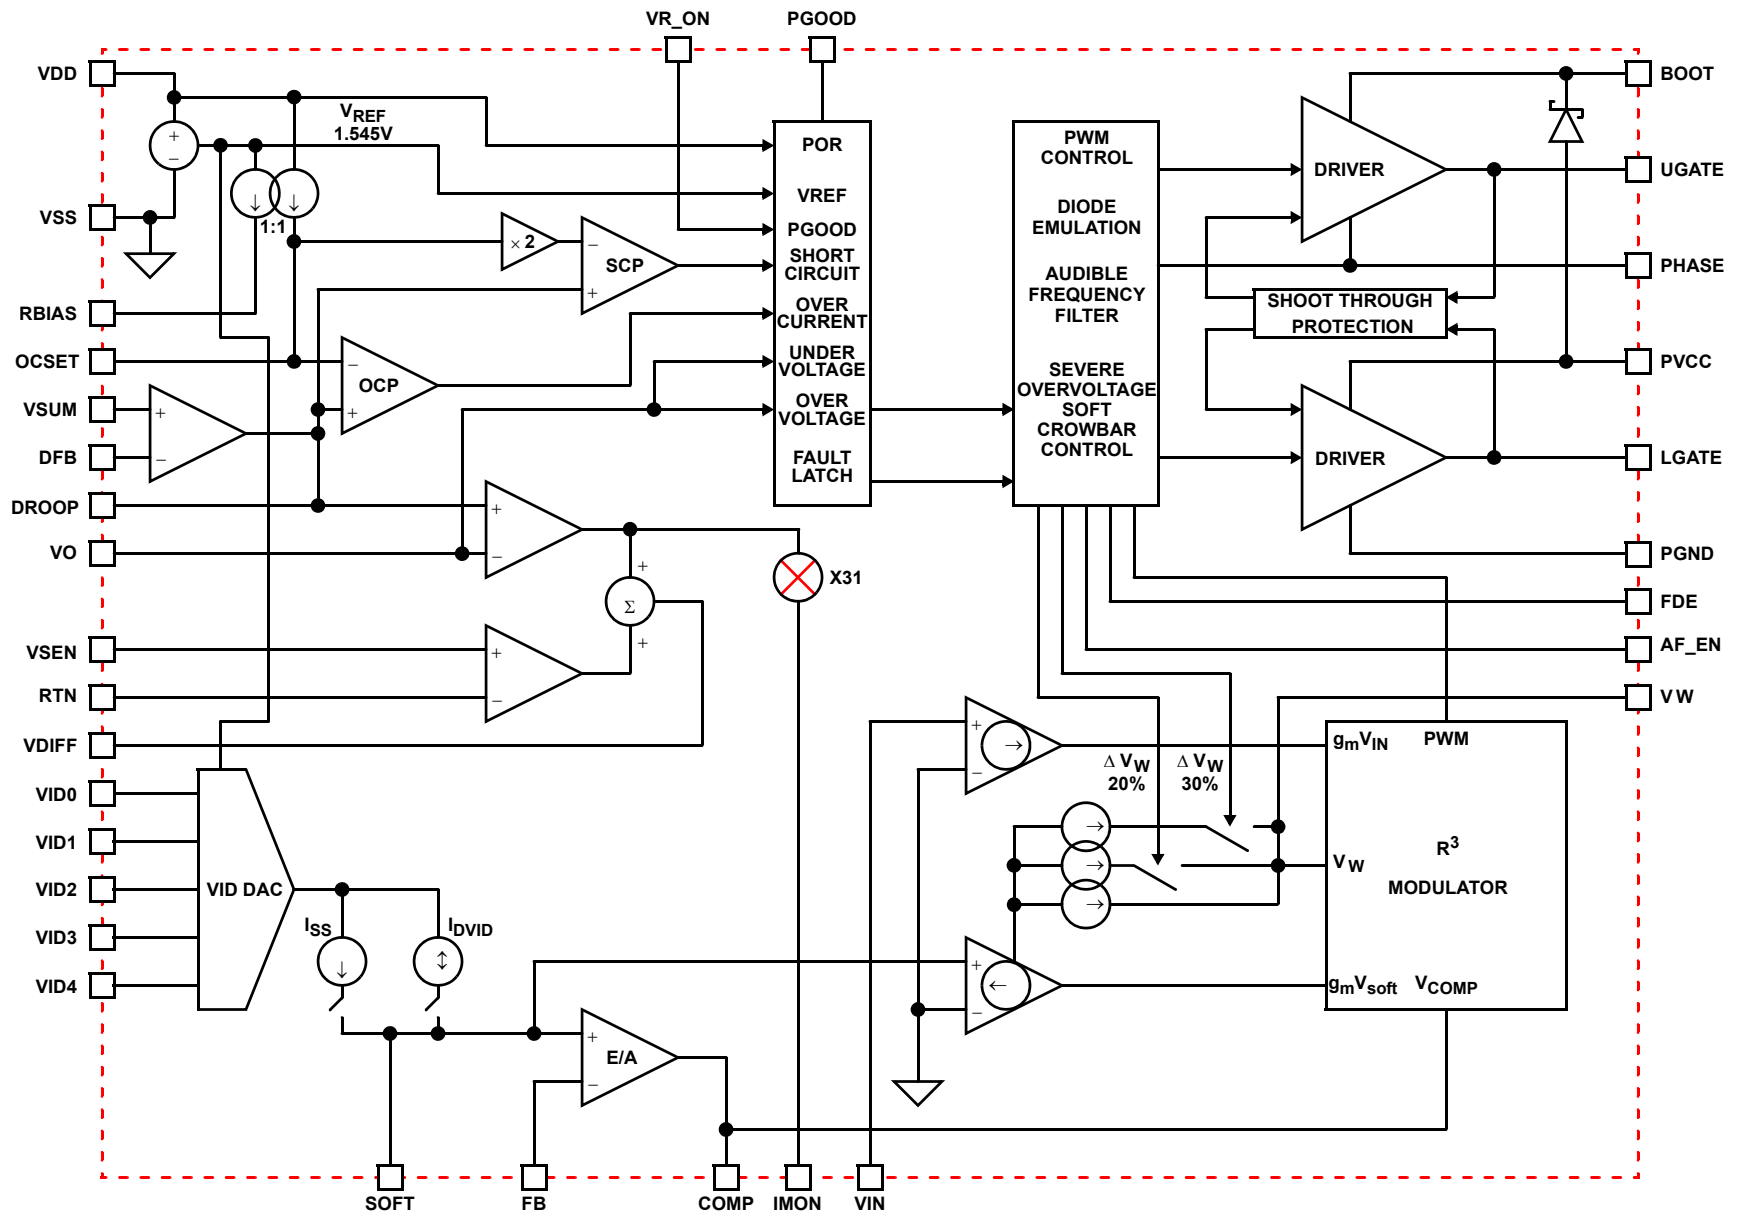 VR_ON
PGOOD
VDD
VSS
RBIAS
OCSET
VSUM
DFB
DROOP
VO
VSEN
RTN
VDIFF
VID0
VID1
VID2
VID3
VID4
+
−
VREF
1.545V
↓
↓
1:1
× 2
−
SCP
+
−
OCP
+
+
−
+
−
+
Σ
+
+
−
X31
POR
VREF
PGOOD
SHORT
CIRCUIT
OVER
CURRENT
UNDER
VOLTAGE
OVER
VOLTAGE
FAULT
LATCH
PWM
CONTROL
DIODE
EMULATION
AUDIBLE
FREQUENCY
FILTER
SEVERE
OVERVOLTAGE
SOFT
CROWBAR
CONTROL
DRIVER
SHOOT THROUGH
PROTECTION
DRIVER
BOOT
UGATE
PHASE
PVCC
LGATE
PGND
FDE
AF_EN
VW
VID DAC
ISS
↓
IDVID
↕
+
E/A
−
+
→
−
Δ VW
20%
Δ VW
30%
→
→
→
+
←
−
gmVIN
PWM
VW
R3
MODULATOR
gmVsoft
VCOMP
SOFT
FB
COMP
IMON
VIN